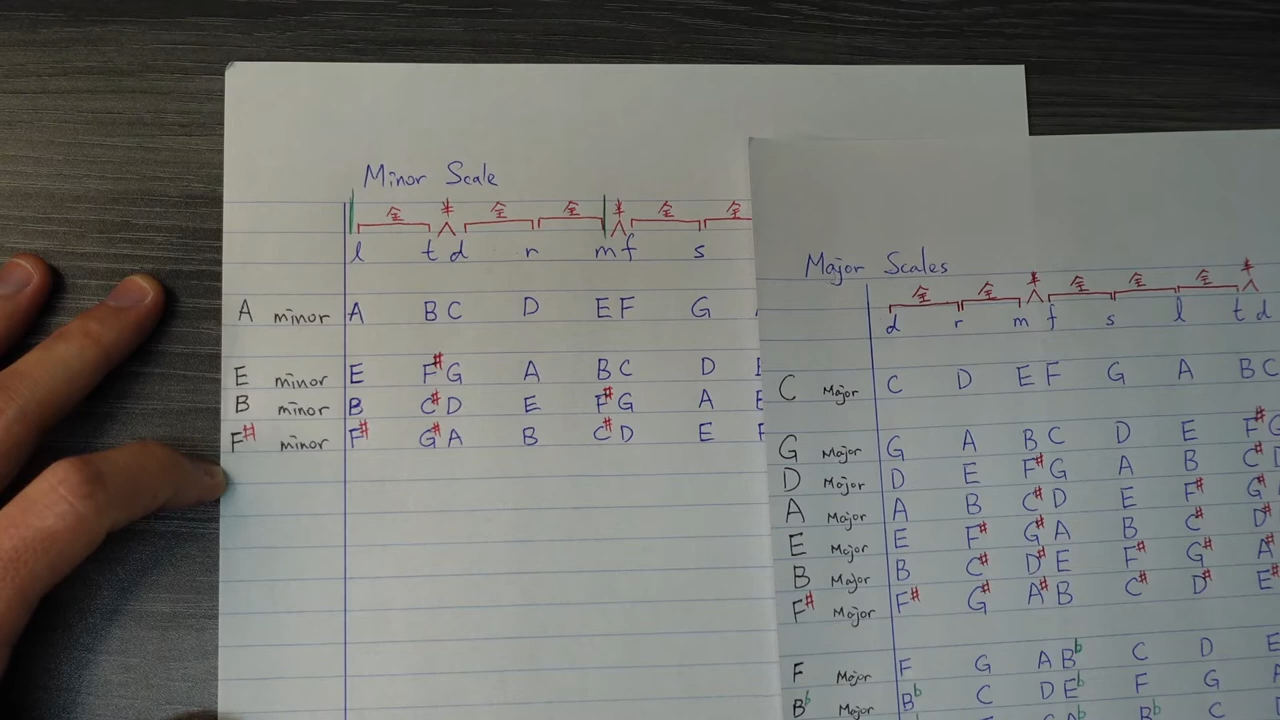 Minor Scale
全 半 全 全 半 全 全
l t d r m f s
A minor A B C D E F G
E minor E F# G A B C D
B minor B C# D E F# G A
F# minor F# G# A B C# D E
Major Scales
全 全 半 全 全 全 半
d r m f s l t d
C Major C D E F G A B C
G Major G A B C D E F# G
D Major D E F# G A B C# D
A Major A B C# D E F# G#
E Major E F# G# A B C# D#
B Major B C# D# E F# G# A#
F# Major F# G# A# B C# D# E#
F Major F G A Bb C D E
Bb Major Bb C D Eb F G
Bb C